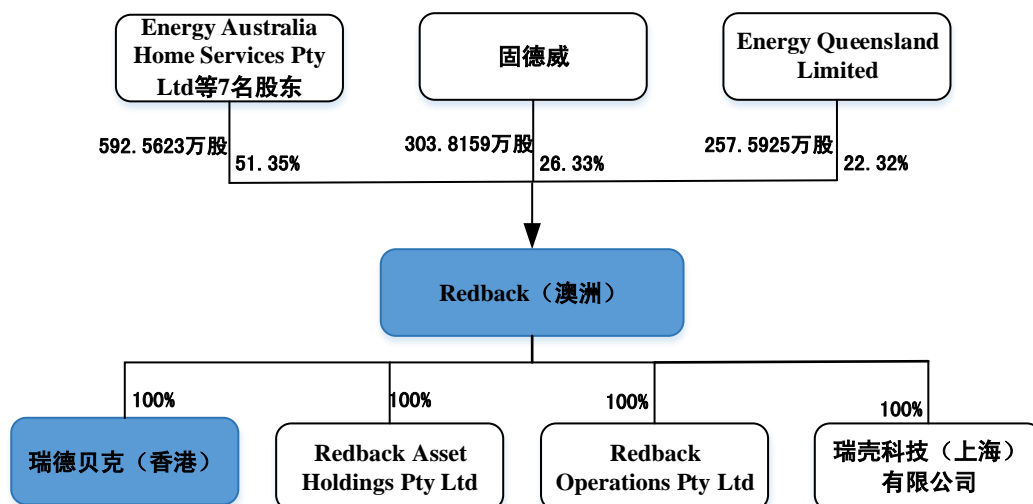 Energy Australia
Home Services Pty
Ltd等7名股东
固德威
Energy Queensland
Limited
592.5623万股
51.35%
303.8159万股
26.33%
257.5925万股
22.32%
Redback（澳洲）
100%
100%
100%
100%
瑞德贝克（香港）
Redback Asset
Holdings Pty Ltd
Redback
Operations Pty Ltd
瑞壳科技（上海）
有限公司